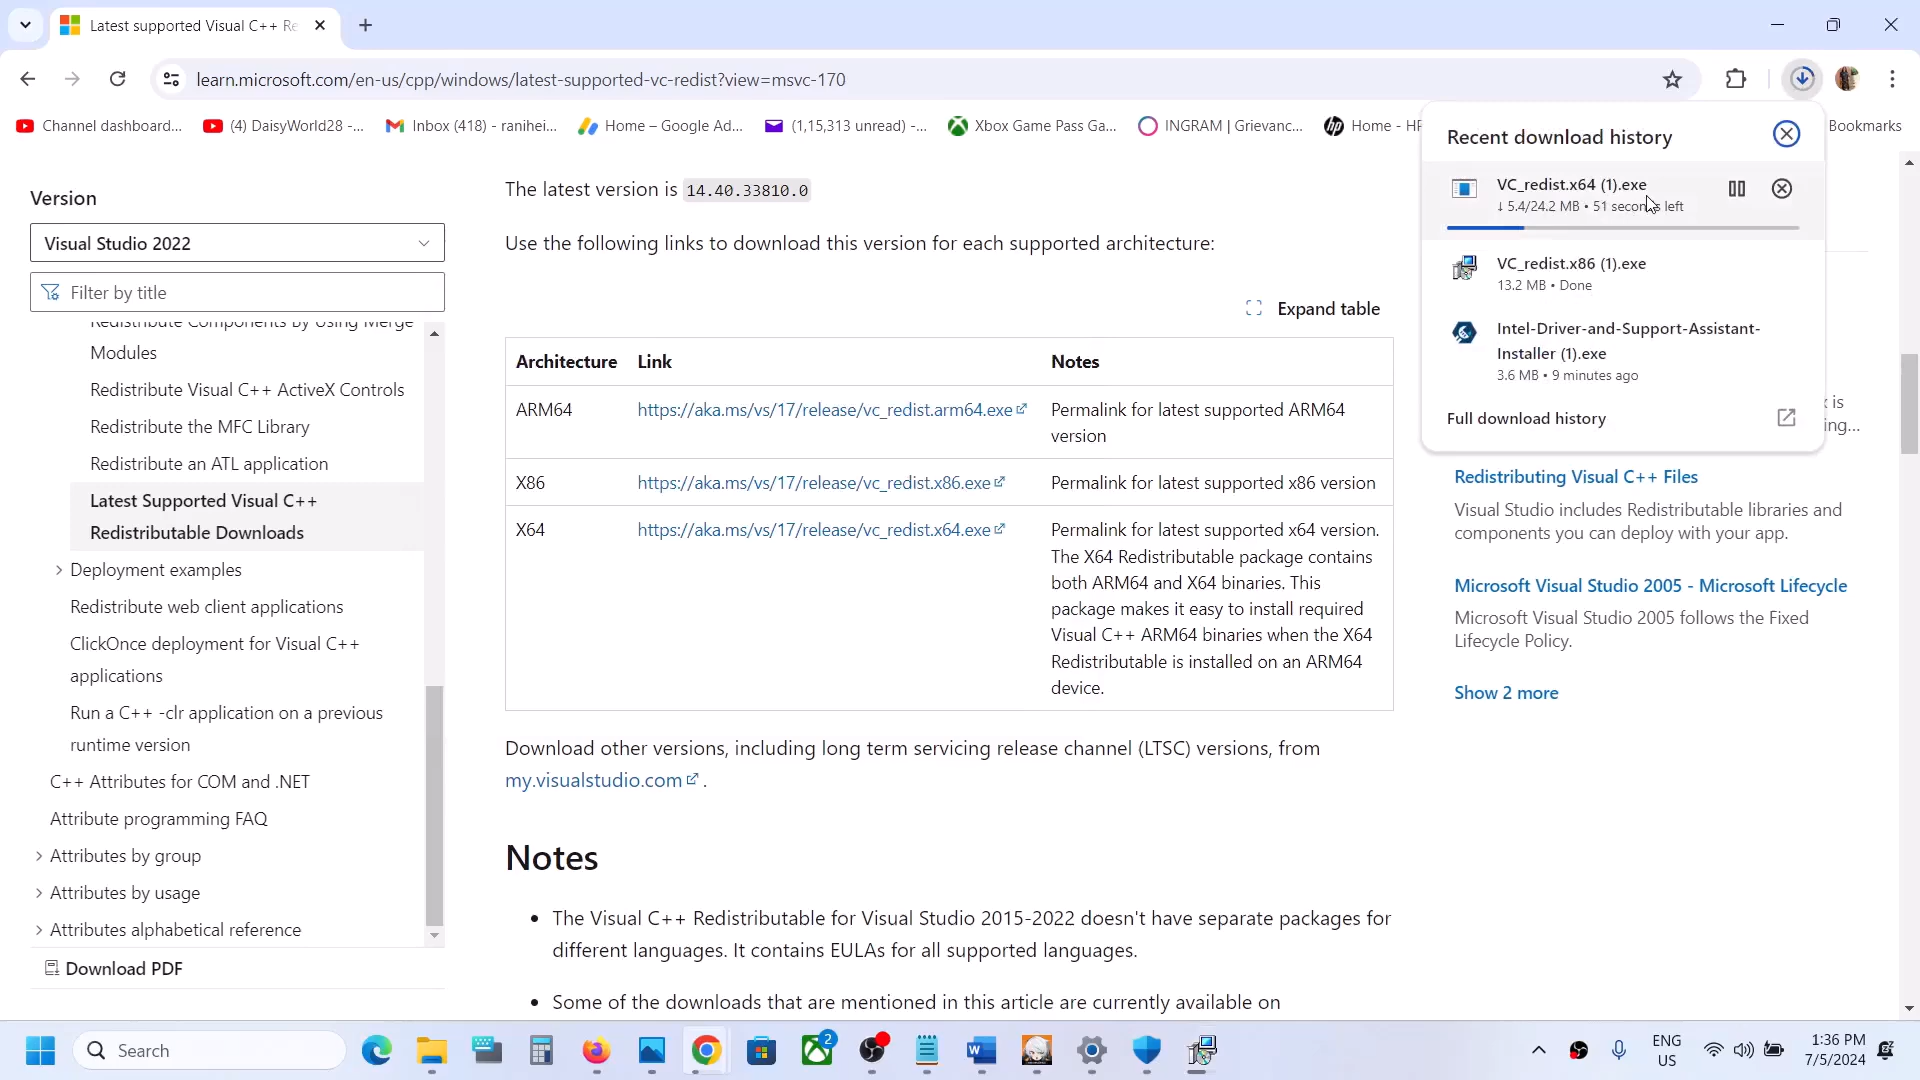 Latest supported Visual C++ Re
learn.microsoft.com/en-us/cpp/windows/latest-supported-vc-redist?view=msvc-170
Channel dashboard...
(4) DaisyWorld28 -...
Inbox (418) - ranihei...
Home – Google Ad...
(1,15,313 unread) -...
Xbox Game Pass Ga...
INGRAM | Grievanc...
hp
Home - HP
Bookmarks
Version
Visual Studio 2022
Filter by title
Redistribute Components By Using Merge
Modules
Redistribute Visual C++ ActiveX Controls
Redistribute the MFC Library
Redistribute an ATL application
Latest Supported Visual C++
Redistributable Downloads
Deployment examples
Redistribute web client applications
ClickOnce deployment for Visual C++
applications
Run a C++ -clr application on a previous
runtime version
C++ Attributes for COM and .NET
Attribute programming FAQ
Attributes by group
Attributes by usage
Attributes alphabetical reference
Download PDF
The latest version is 14.40.33810.0
Use the following links to download this version for each supported architecture:
Expand table
Architecture Link Notes
ARM64 https://aka.ms/vs/17/release/vc_redist.arm64.exe Permalink for latest supported ARM64
version
X86 https://aka.ms/vs/17/release/vc_redist.x86.exe Permalink for latest supported x86 version
X64 https://aka.ms/vs/17/release/vc_redist.x64.exe Permalink for latest supported x64 version.
The X64 Redistributable package contains
both ARM64 and X64 binaries. This
package makes it easy to install required
Visual C++ ARM64 binaries when the X64
Redistributable is installed on an ARM64
device.
Download other versions, including long term servicing release channel (LTSC) versions, from
my.visualstudio.com .
Notes
• The Visual C++ Redistributable for Visual Studio 2015-2022 doesn't have separate packages for
different languages. It contains EULAs for all supported languages.
• Some of the downloads that are mentioned in this article are currently available on
Recent download history
VC_redist.x64 (1).exe
↓ 5.4/24.2 MB • 51 seconds left
VC_redist.x86 (1).exe
13.2 MB • Done
Intel-Driver-and-Support-Assistant-
Installer (1).exe
3.6 MB • 9 minutes ago
Full download history
is
ing...
Redistributing Visual C++ Files
Visual Studio includes Redistributable libraries and
components you can deploy with your app.
Microsoft Visual Studio 2005 - Microsoft Lifecycle
Microsoft Visual Studio 2005 follows the Fixed
Lifecycle Policy.
Show 2 more
Search
2
ENG
US
1:36 PM
7/5/2024